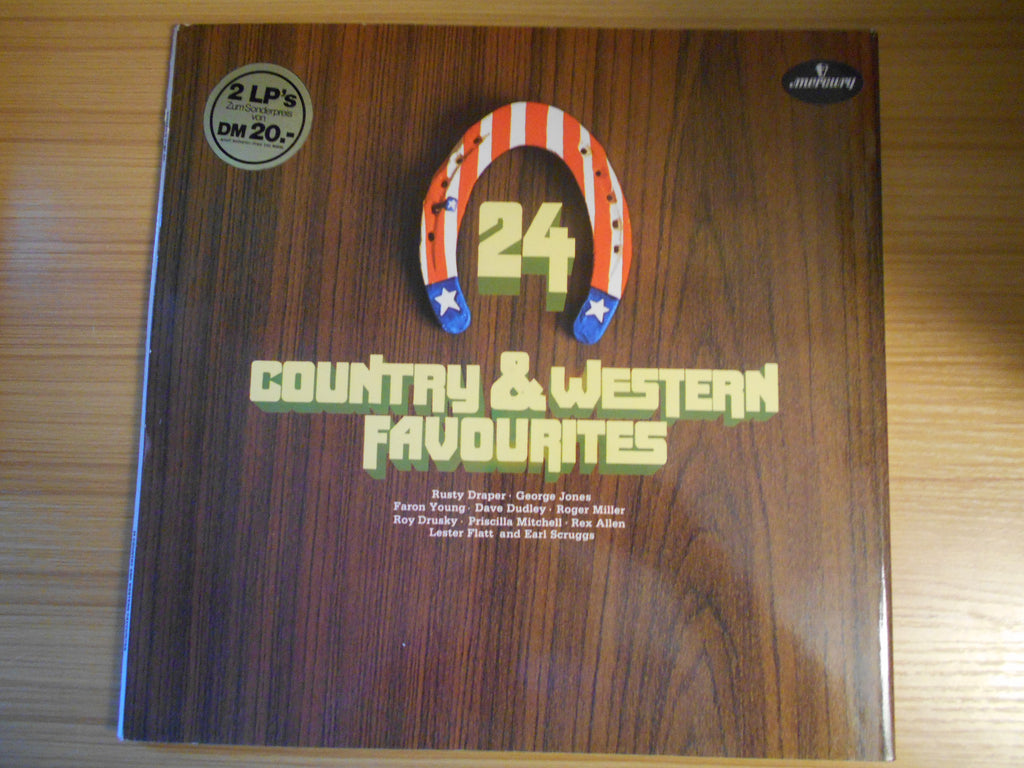 2 LP's
Zum Sonderpreis
von
DM 20.-
mercury
24
COUNTRY & WESTERN
FAVOURITES
Rusty Draper · George Jones
Faron Young · Dave Dudley · Roger Miller
Roy Drusky · Priscilla Mitchell · Rex Allen
Lester Flatt and Earl Scruggs